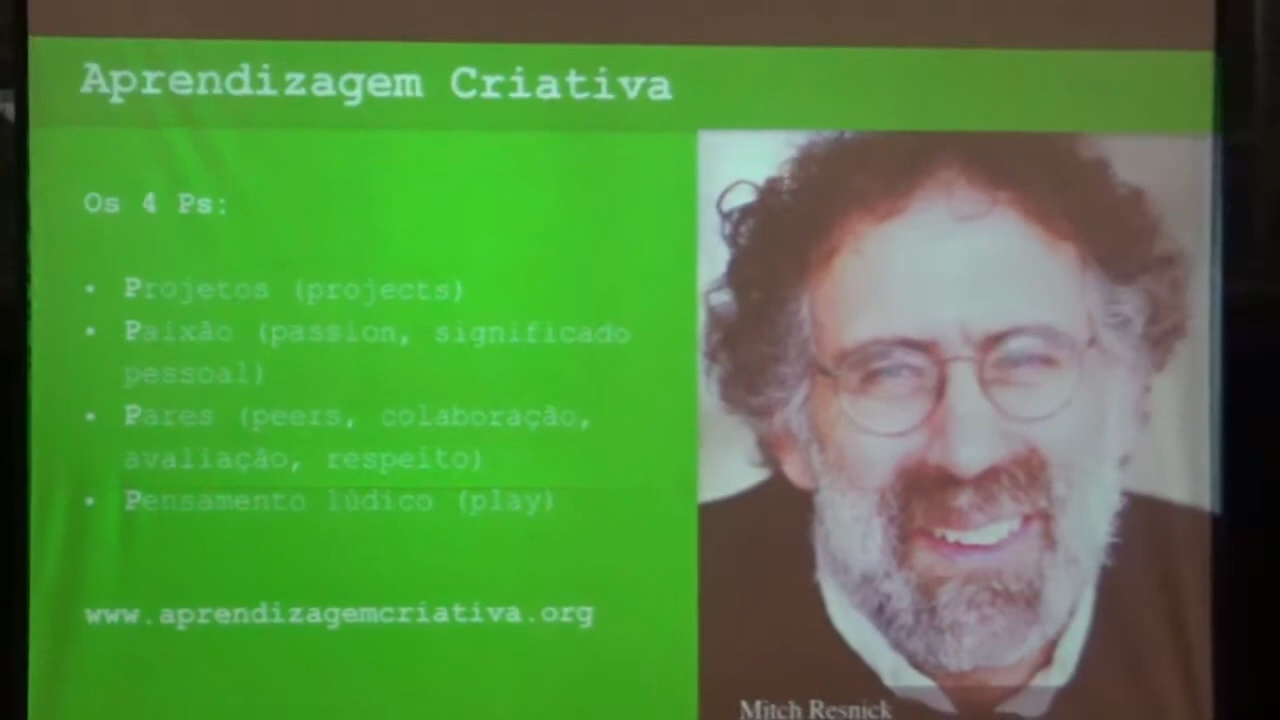 Aprendizagem Criativa
Os 4 Ps:
• Projetos (projects)
• Paixão (passion, significado
pessoal)
• Pares (peers, colaboração,
avaliação, respeito)
• Pensamento lúdico (play)
www.aprendizagemcriativa.org
Mitch Resnick